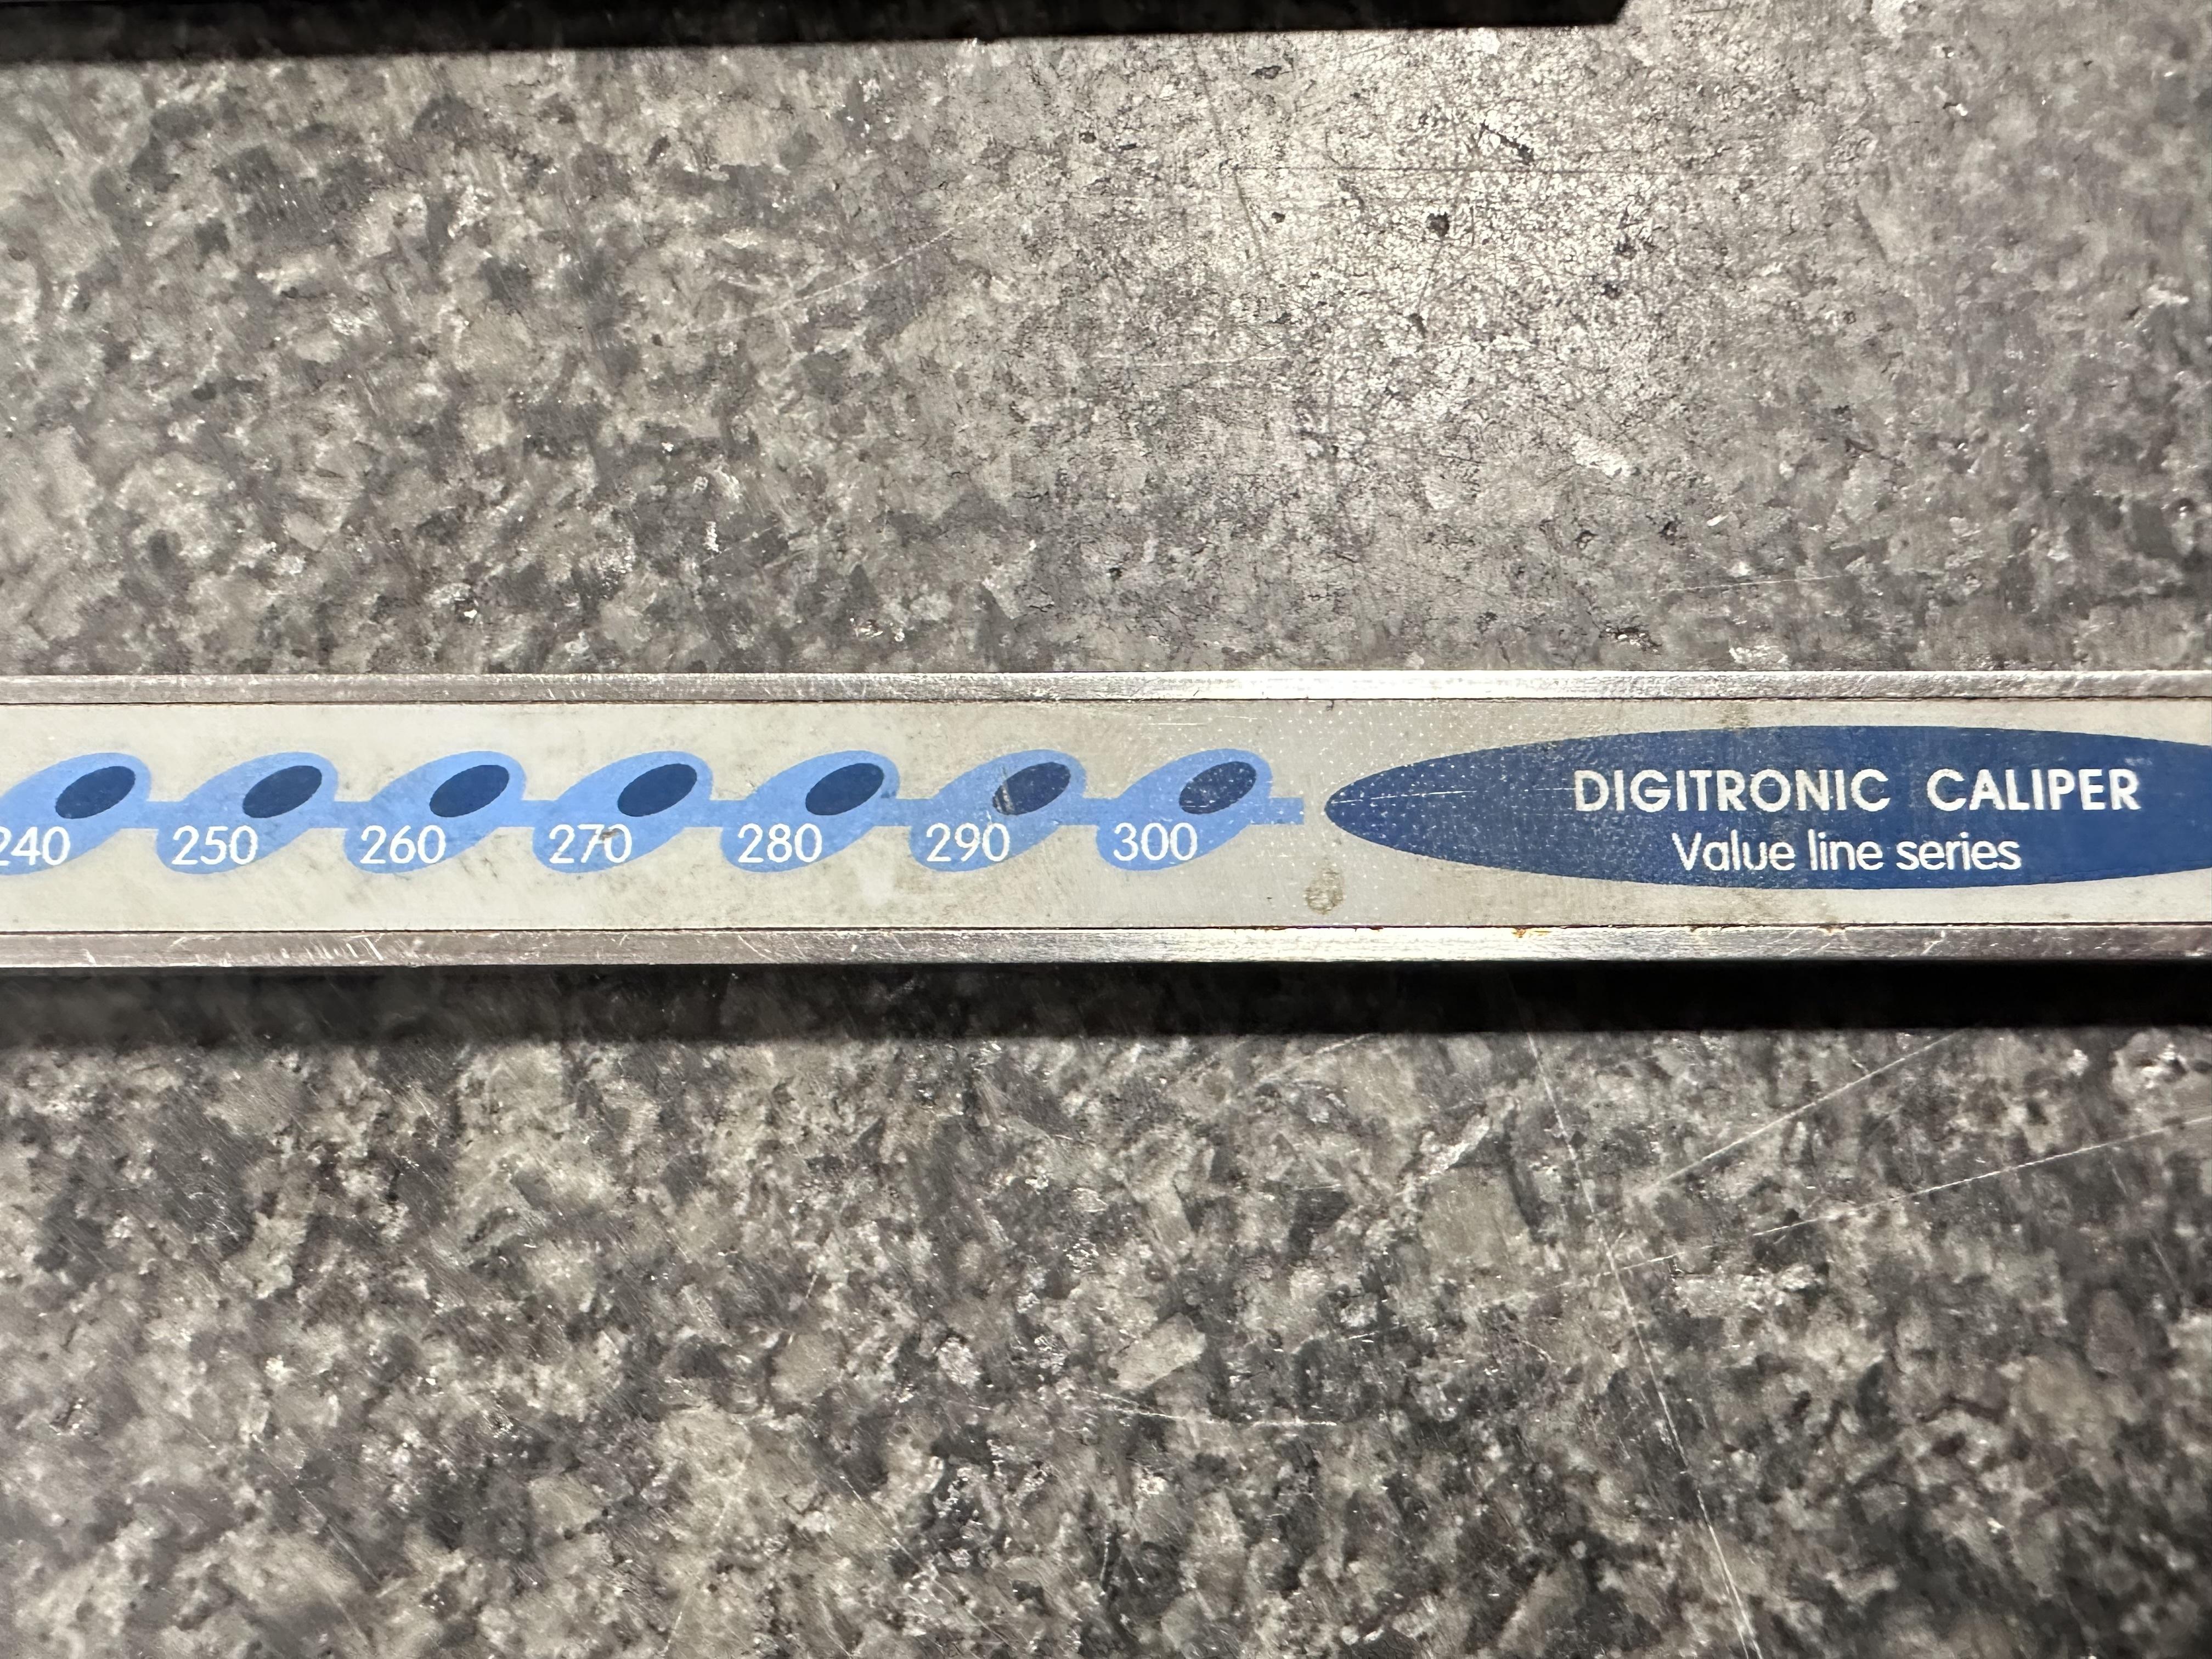 240 250 260 270 280 290 300
DIGITRONIC CALIPER
Value line series